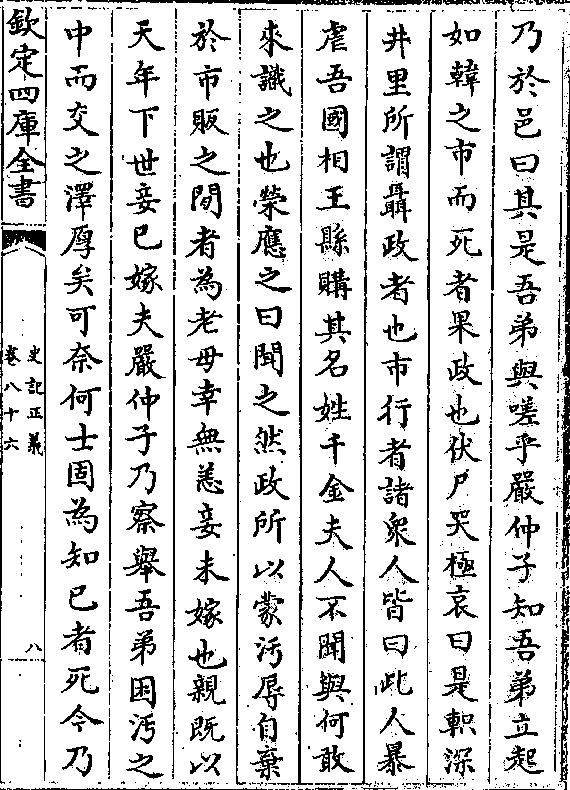 乃於邑曰其是吾弟與嗟乎嚴仲子知吾弟立起
如韓之市而死者果政也伏尸哭極哀曰是軹深
井里所謂聶政者也市行者諸衆人皆曰此人暴
虐吾國相王縣購其名姓千金夫人不聞與何敢
來識之也榮應之曰聞之然政所以蒙汚辱自棄
於市販之間者為老母幸無恙妾未嫁也親既以
天年下世妾已嫁夫嚴仲子乃察舉吾弟困汚之
中而交之澤厚矣可奈何士固為知己者死今乃
欽定四庫全書
史記正義
卷八十六
八